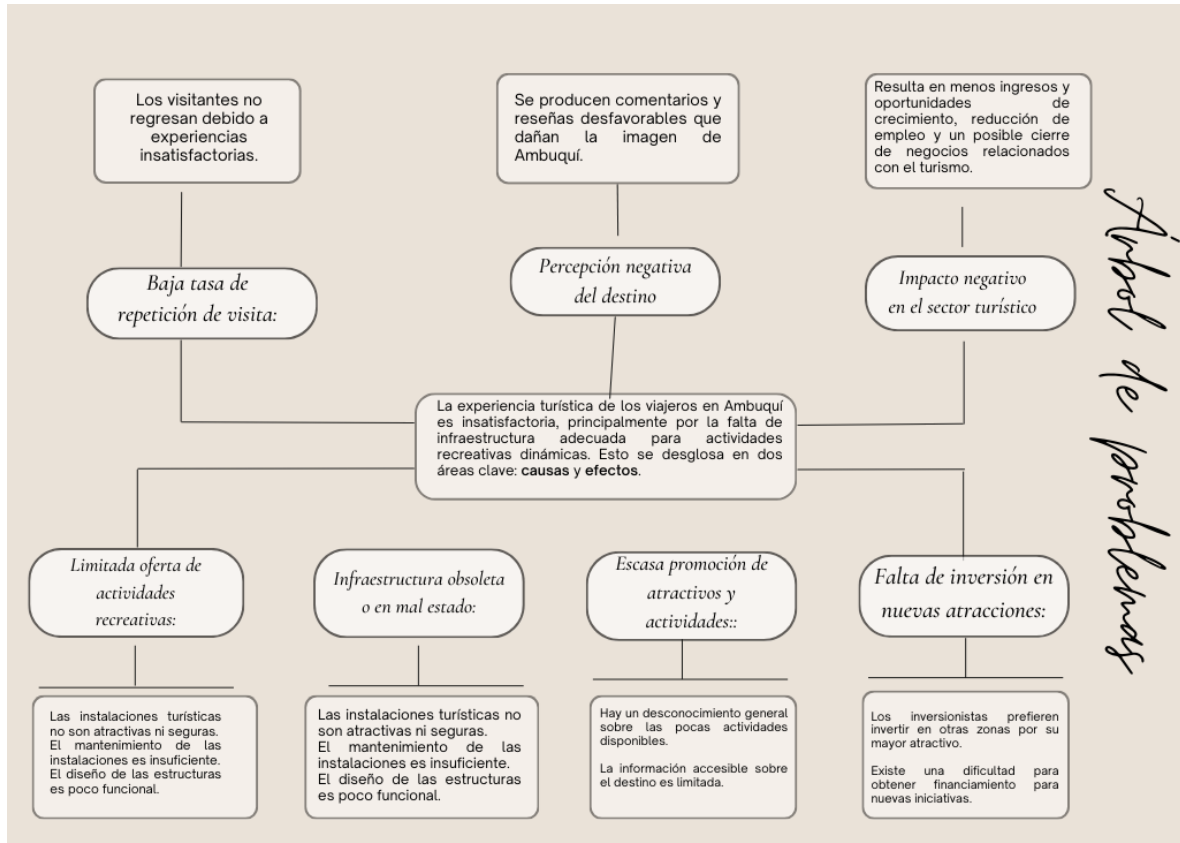 Los visitantes no
regresan debido a
experiencias
insatisfactorias.
Se producen comentarios y
reseñas desfavorables que
dañan la imagen de
Ambuquí.
Resulta en menos ingresos y
oportunidades de
crecimiento, reducción de
empleo y un posible cierre
de negocios relacionados
con el turismo.
Árbol de problemas
Baja tasa de
repetición de visita:
Percepción negativa
del destino
Impacto negativo
en el sector turístico
La experiencia turística de los viajeros en Ambuquí
es insatisfactoria, principalmente por la falta de
infraestructura adecuada para actividades
recreativas dinámicas. Esto se desglosa en dos
áreas clave: causas y efectos.
Limitada oferta de
actividades
recreativas:
Infraestructura obsoleta
o en mal estado:
Escasa promoción de
atractivos y
actividades::
Falta de inversión en
nuevas atracciones:
Las instalaciones turísticas
no son atractivas ni seguras.
El mantenimiento de las
instalaciones es insuficiente.
El diseño de las estructuras
es poco funcional.
Las instalaciones turísticas no
son atractivas ni seguras.
El mantenimiento de las
instalaciones es insuficiente.
El diseño de las estructuras
es poco funcional.
Hay un desconocimiento general
sobre las pocas actividades
disponibles.
La información accesible sobre
el destino es limitada.
Los inversionistas prefieren
invertir en otras zonas por su
mayor atractivo.
Existe una dificultad para
obtener financiamiento para
nuevas iniciativas.